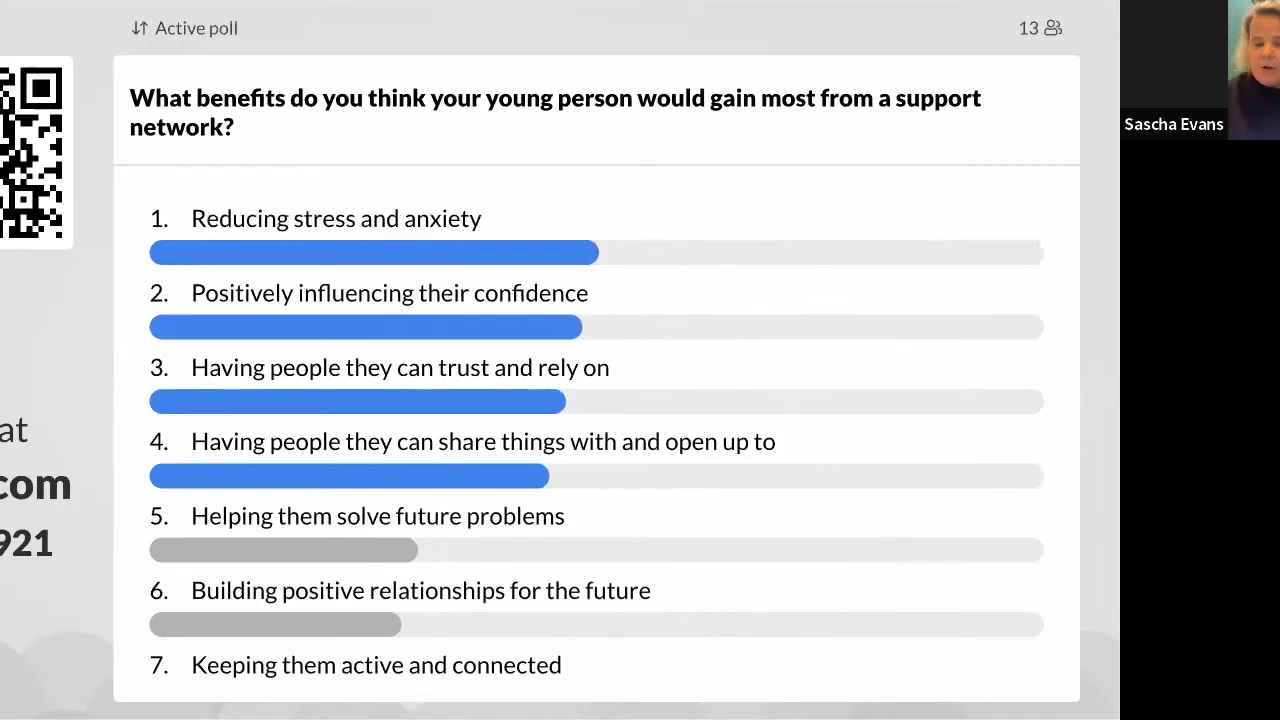 Active poll
13
What benefits do you think your young person would gain most from a support
network?
Sascha Evans
1. Reducing stress and anxiety
2. Positively influencing their confidence
3. Having people they can trust and rely on
4. Having people they can share things with and open up to
5. Helping them solve future problems
6. Building positive relationships for the future
7. Keeping them active and connected
at
com
921